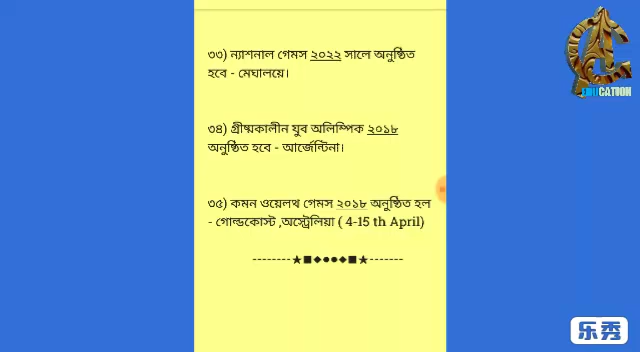 ৩৩) ন্যাশনাল গেমস ২০২২ সালে অনুষ্ঠিত
হবে - মেঘালয়ে।
৩৪) গ্রীষ্মকালীন যুব অলিম্পিক ২০১৮
অনুষ্ঠিত হবে - আর্জেন্টিনা।
৩৫) কমন ওয়েলথ গেমস ২০১৮ অনুষ্ঠিত হল
- গোল্ডকোস্ট ,অস্ট্রেলিয়া ( 4-15 th April)
--------★■◆●●◆■★-------
EDUCATION
乐秀